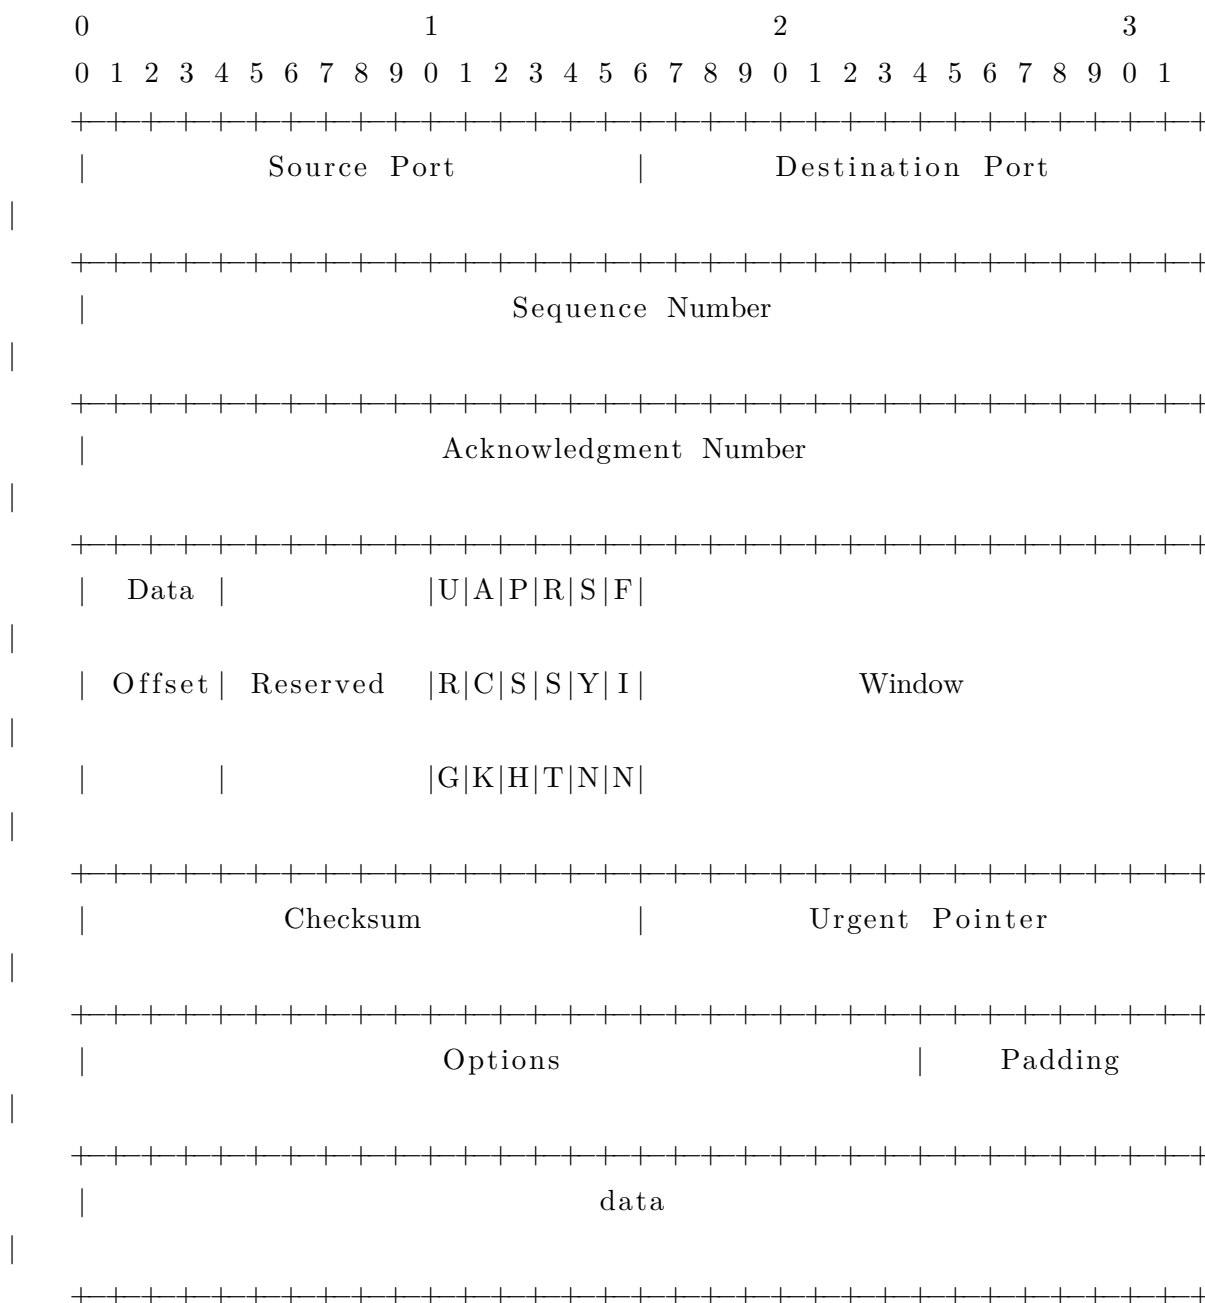 0 1 2 3
0 1 2 3 4 5 6 7 8 9 0 1 2 3 4 5 6 7 8 9 0 1 2 3 4 5 6 7 8 9 0 1
+-+-+-+-+-+-+-+-+-+-+-+-+-+-+-+-+-+-+-+-+-+-+-+-+-+-+-+-+-+-+-+-+
| Source Port | Destination Port
|
+-+-+-+-+-+-+-+-+-+-+-+-+-+-+-+-+-+-+-+-+-+-+-+-+-+-+-+-+-+-+-+-+
| Sequence Number
|
+-+-+-+-+-+-+-+-+-+-+-+-+-+-+-+-+-+-+-+-+-+-+-+-+-+-+-+-+-+-+-+-+
| Acknowledgment Number
|
+-+-+-+-+-+-+-+-+-+-+-+-+-+-+-+-+-+-+-+-+-+-+-+-+-+-+-+-+-+-+-+-+
| Data | |U|A|P|R|S|F|
|
| Offset| Reserved |R|C|S|S|Y|I| Window
|
| | |G|K|H|T|N|N|
|
+-+-+-+-+-+-+-+-+-+-+-+-+-+-+-+-+-+-+-+-+-+-+-+-+-+-+-+-+-+-+-+-+
| Checksum | Urgent Pointer
|
+-+-+-+-+-+-+-+-+-+-+-+-+-+-+-+-+-+-+-+-+-+-+-+-+-+-+-+-+-+-+-+-+
| Options | Padding
|
+-+-+-+-+-+-+-+-+-+-+-+-+-+-+-+-+-+-+-+-+-+-+-+-+-+-+-+-+-+-+-+-+
| data
|
+-+-+-+-+-+-+-+-+-+-+-+-+-+-+-+-+-+-+-+-+-+-+-+-+-+-+-+-+-+-+-+-+